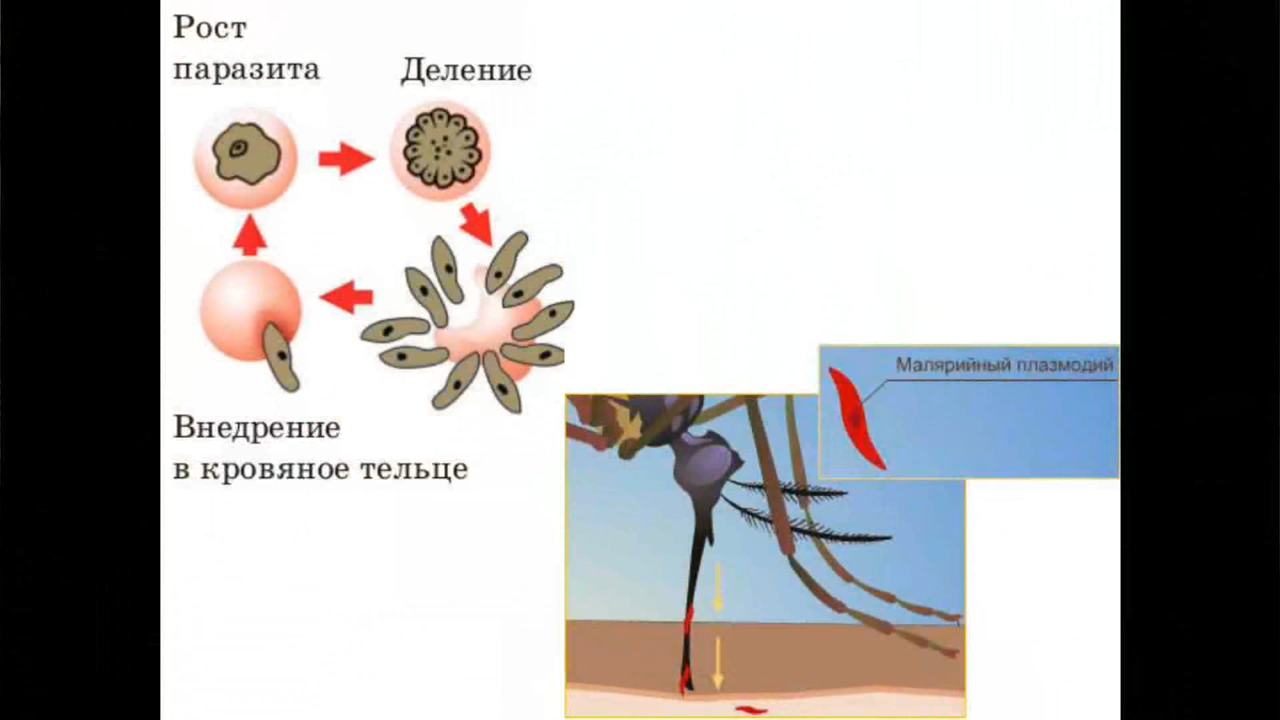 Рост
паразита
Деление
Внедрение
в кровяное тельце
Малярийный плазмодий